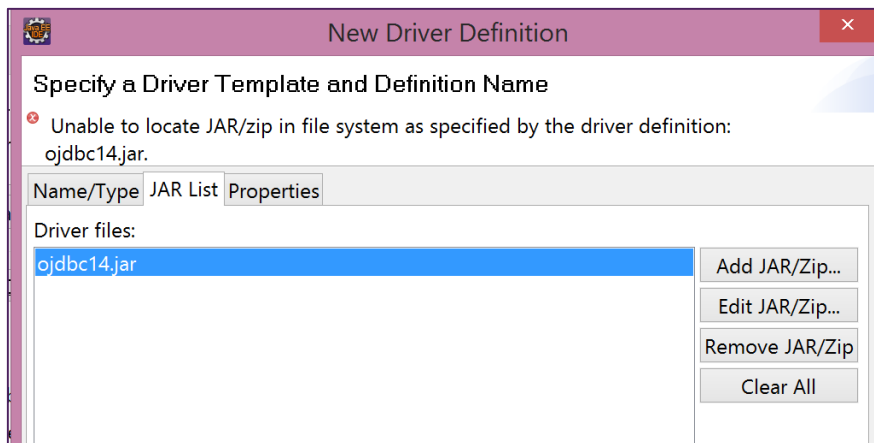 New Driver Definition
Specify a Driver Template and Definition Name
Unable to locate JAR/zip in file system as specified by the driver definition:
ojdbc14.jar.
Name/Type JAR List Properties
Driver files:
ojdbc14.jar
Add JAR/Zip...
Edit JAR/Zip...
Remove JAR/Zip
Clear All